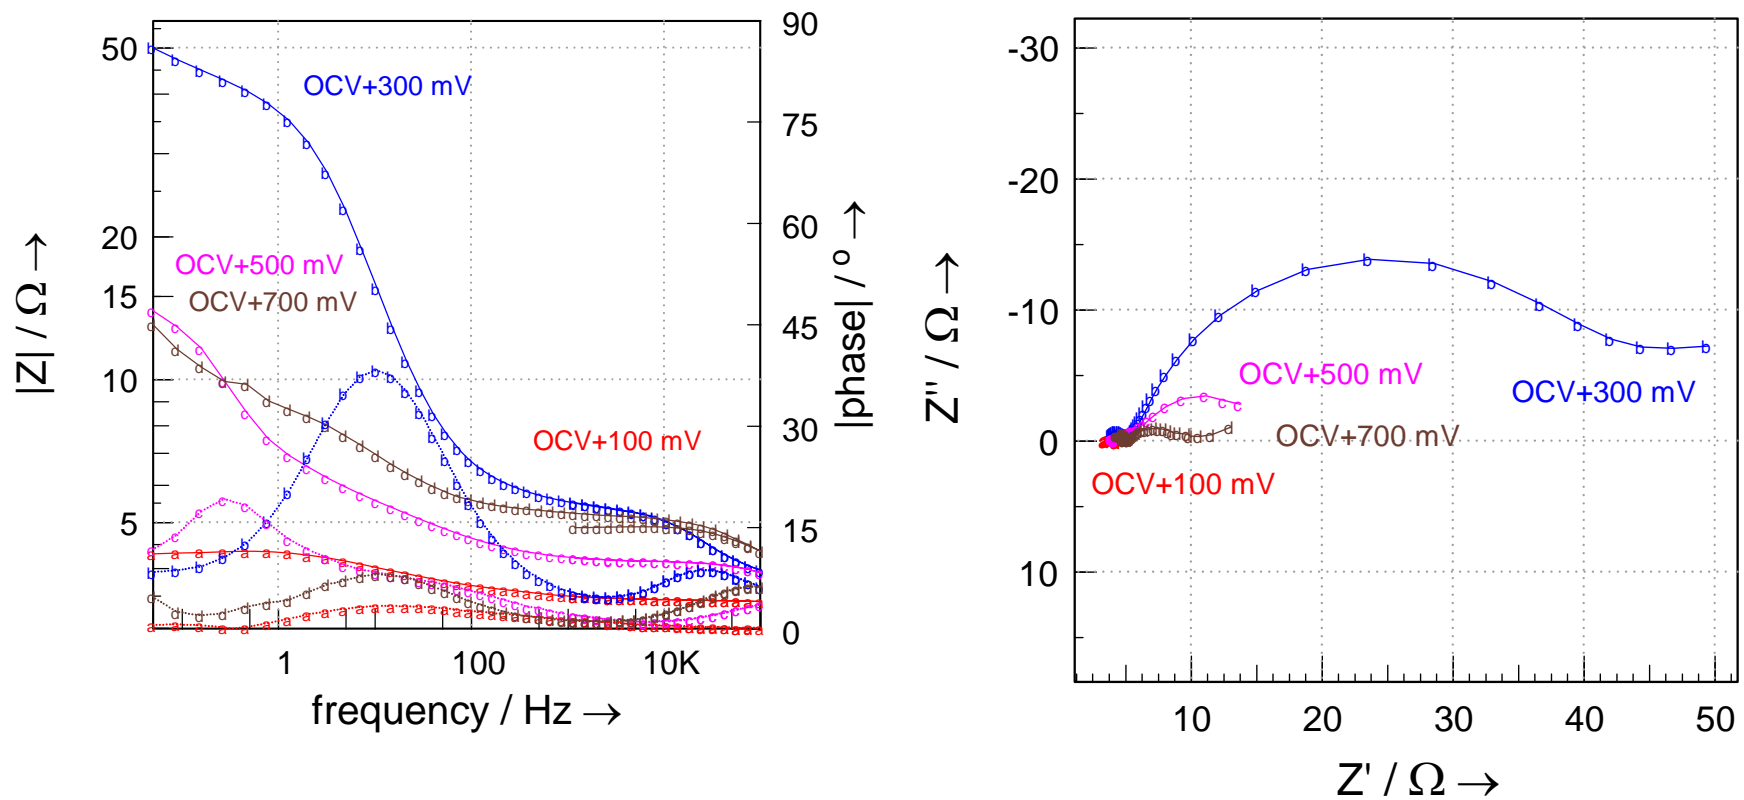 50
20
15
10
5
|Z| / Ω →
OCV+300 mV
OCV+500 mV
OCV+700 mV
OCV+100 mV
90
75
60
45
30
15
0
|phase| / º →
1
100
10K
frequency / Hz →
-30
-20
-10
0
10
Z'' / Ω →
OCV+500 mV
OCV+300 mV
OCV+700 mV
OCV+100 mV
10
20
30
40
50
Z' / Ω →